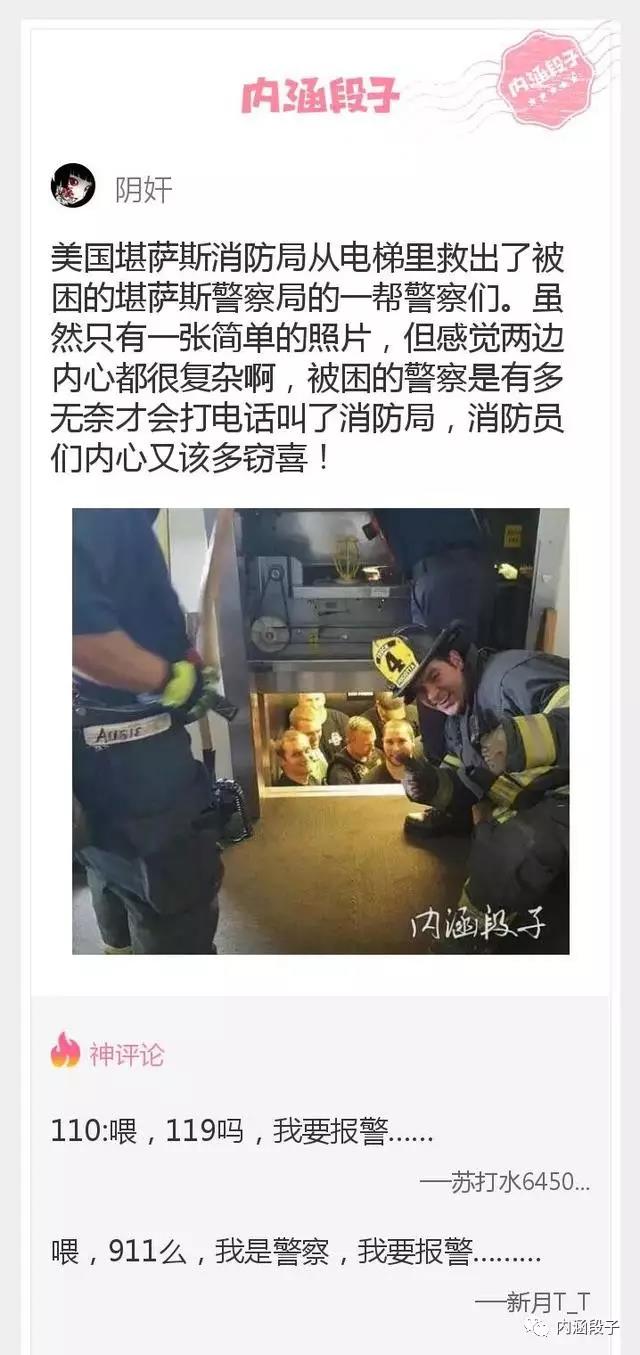 内涵段子
内涵段子
阴奸
美国堪萨斯消防局从电梯里救出了被
困的堪萨斯警察局的一帮警察们。虽
然只有一张简单的照片，但感觉两边
内心都很复杂啊，被困的警察是有多
无奈才会打电话叫了消防局，消防员
们内心又该多窃喜！
4
内涵段子
神评论
110:喂，119吗，我要报警……
──苏打水6450...
喂，911么，我是警察，我要报警………
──新月T_T
内涵段子